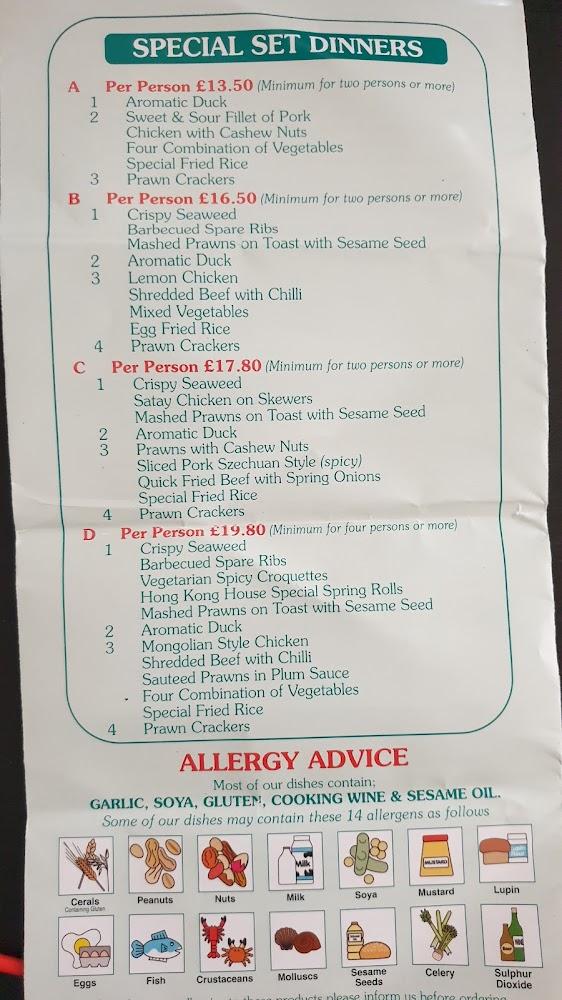 SPECIAL SET DINNERS
A Per Person £13.50 (Minimum for two persons or more)
1 Aromatic Duck
2 Sweet & Sour Fillet of Pork
Chicken with Cashew Nuts
Four Combination of Vegetables
Special Fried Rice
3 Prawn Crackers
B Per Person £16.50 (Minimum for two persons or more)
1 Crispy Seaweed
Barbecued Spare Ribs
Mashed Prawns on Toast with Sesame Seed
2 Aromatic Duck
3 Lemon Chicken
Shredded Beef with Chilli
Mixed Vegetables
Egg Fried Rice
4 Prawn Crackers
C Per Person £17.80 (Minimum for two persons or more)
1 Crispy Seaweed
Satay Chicken on Skewers
Mashed Prawns on Toast with Sesame Seed
2 Aromatic Duck
3 Prawns with Cashew Nuts
Sliced Pork Szechuan Style (spicy)
Quick Fried Beef with Spring Onions
Special Fried Rice
4 Prawn Crackers
D Per Person £19.80 (Minimum for four persons or more)
1 Crispy Seaweed
Barbecued Spare Ribs
Vegetarian Spicy Croquettes
Hong Kong House Special Spring Rolls
Mashed Prawns on Toast with Sesame Seed
2 Aromatic Duck
3 Mongolian Style Chicken
Shredded Beef with Chilli
Sauteed Prawns in Plum Sauce
Four Combination of Vegetables
Special Fried Rice
4 Prawn Crackers
ALLERGY ADVICE
Most of our dishes contain;
GARLIC, SOYA, GLUTEN, COOKING WINE & SESAME OIL.
Some of our dishes may contain these 14 allergens as follows
Milk
MUSTARD
Cerals Peanuts Nuts Milk Soya Mustard Lupin
Containing Gluten
Eggs Fish Crustaceans Molluscs Sesame Seeds Celery Sulphur Dioxide
these products please inform us before ordering